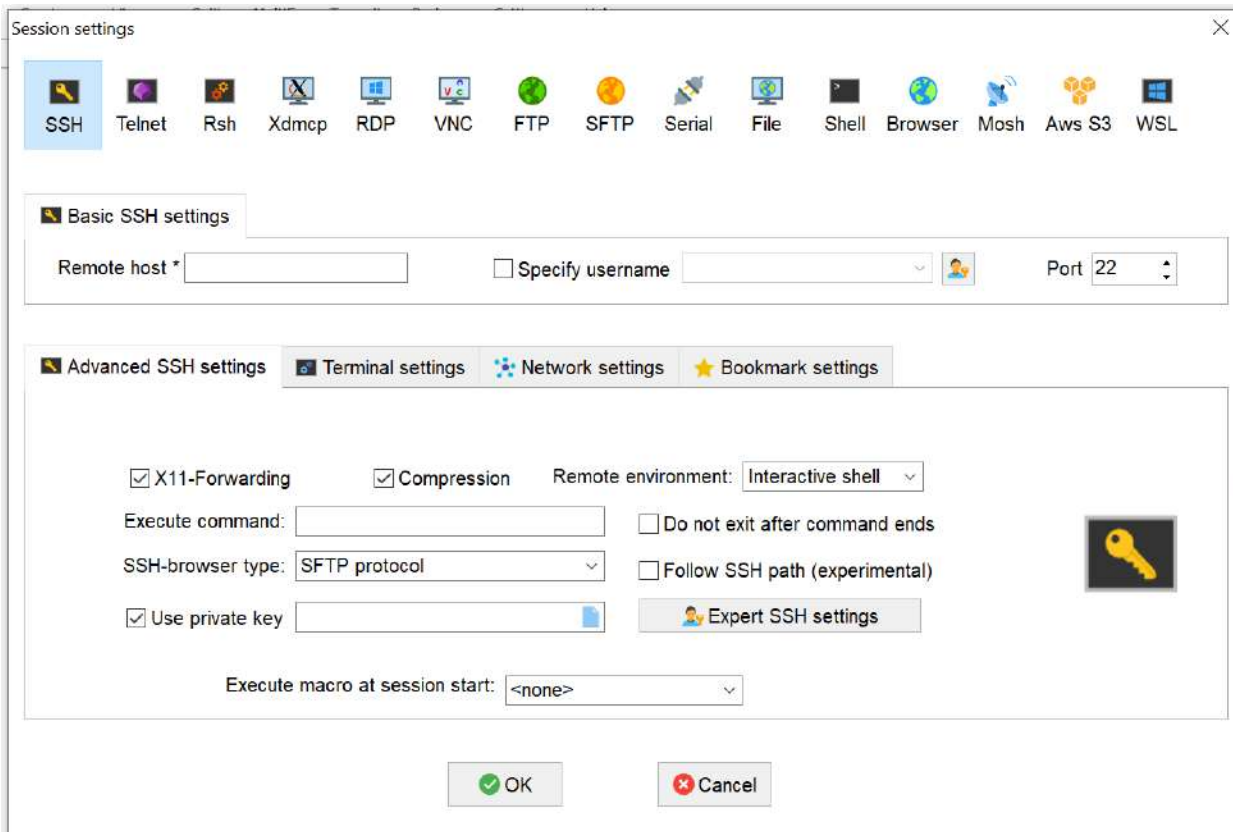 Session settings
SSH Telnet Rsh Xdmcp RDP VNC FTP SFTP Serial File Shell Browser Mosh Aws S3 WSL
Basic SSH settings
Remote host * Specify username Port 22
Advanced SSH settings Terminal settings Network settings Bookmark settings
X11-Forwarding Compression Remote environment: Interactive shell
Execute command: Do not exit after command ends
SSH-browser type: SFTP protocol Follow SSH path (experimental)
Use private key Expert SSH settings
Execute macro at session start: <none>
OK Cancel